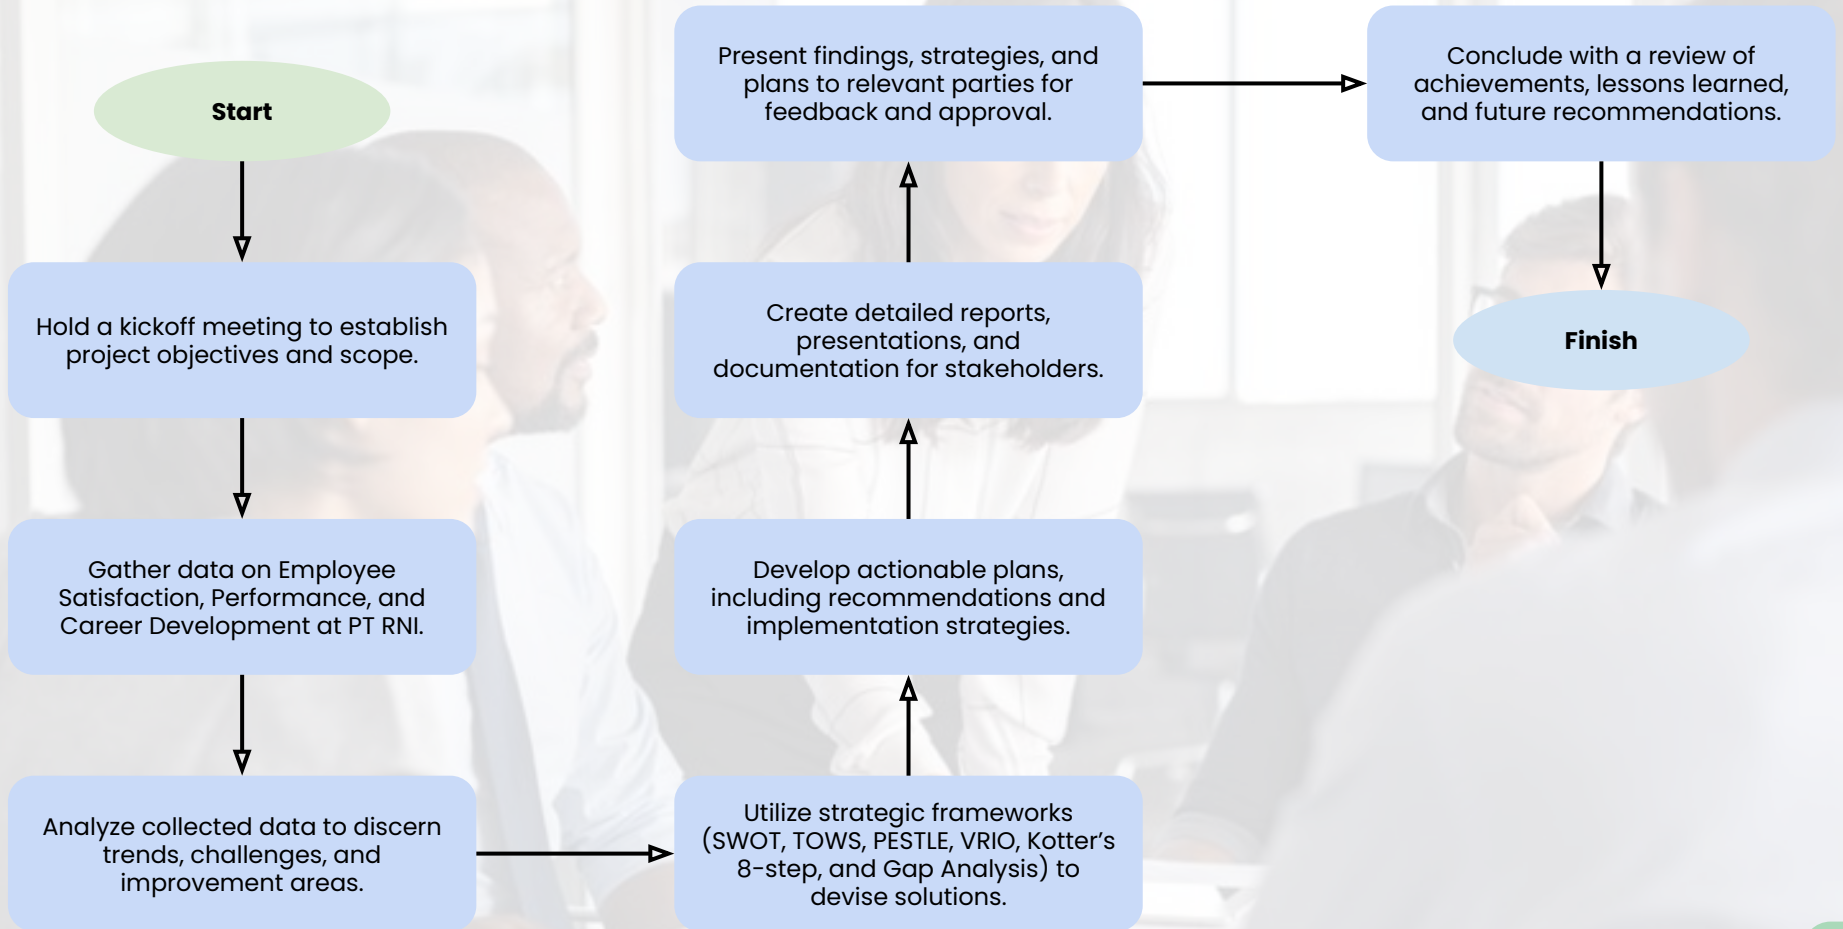 Start
Hold a kickoff meeting to establish
project objectives and scope.
Gather data on Employee
Satisfaction, Performance, and
Career Development at PT RNI.
Analyze collected data to discern
trends, challenges, and
improvement areas.
Utilize strategic frameworks
(SWOT, TOWS, PESTLE, VRIO, Kotter’s
8-step, and Gap Analysis) to
devise solutions.
Develop actionable plans,
including recommendations and
implementation strategies.
Create detailed reports,
presentations, and
documentation for stakeholders.
Present findings, strategies, and
plans to relevant parties for
feedback and approval.
Conclude with a review of
achievements, lessons learned,
and future recommendations.
Finish